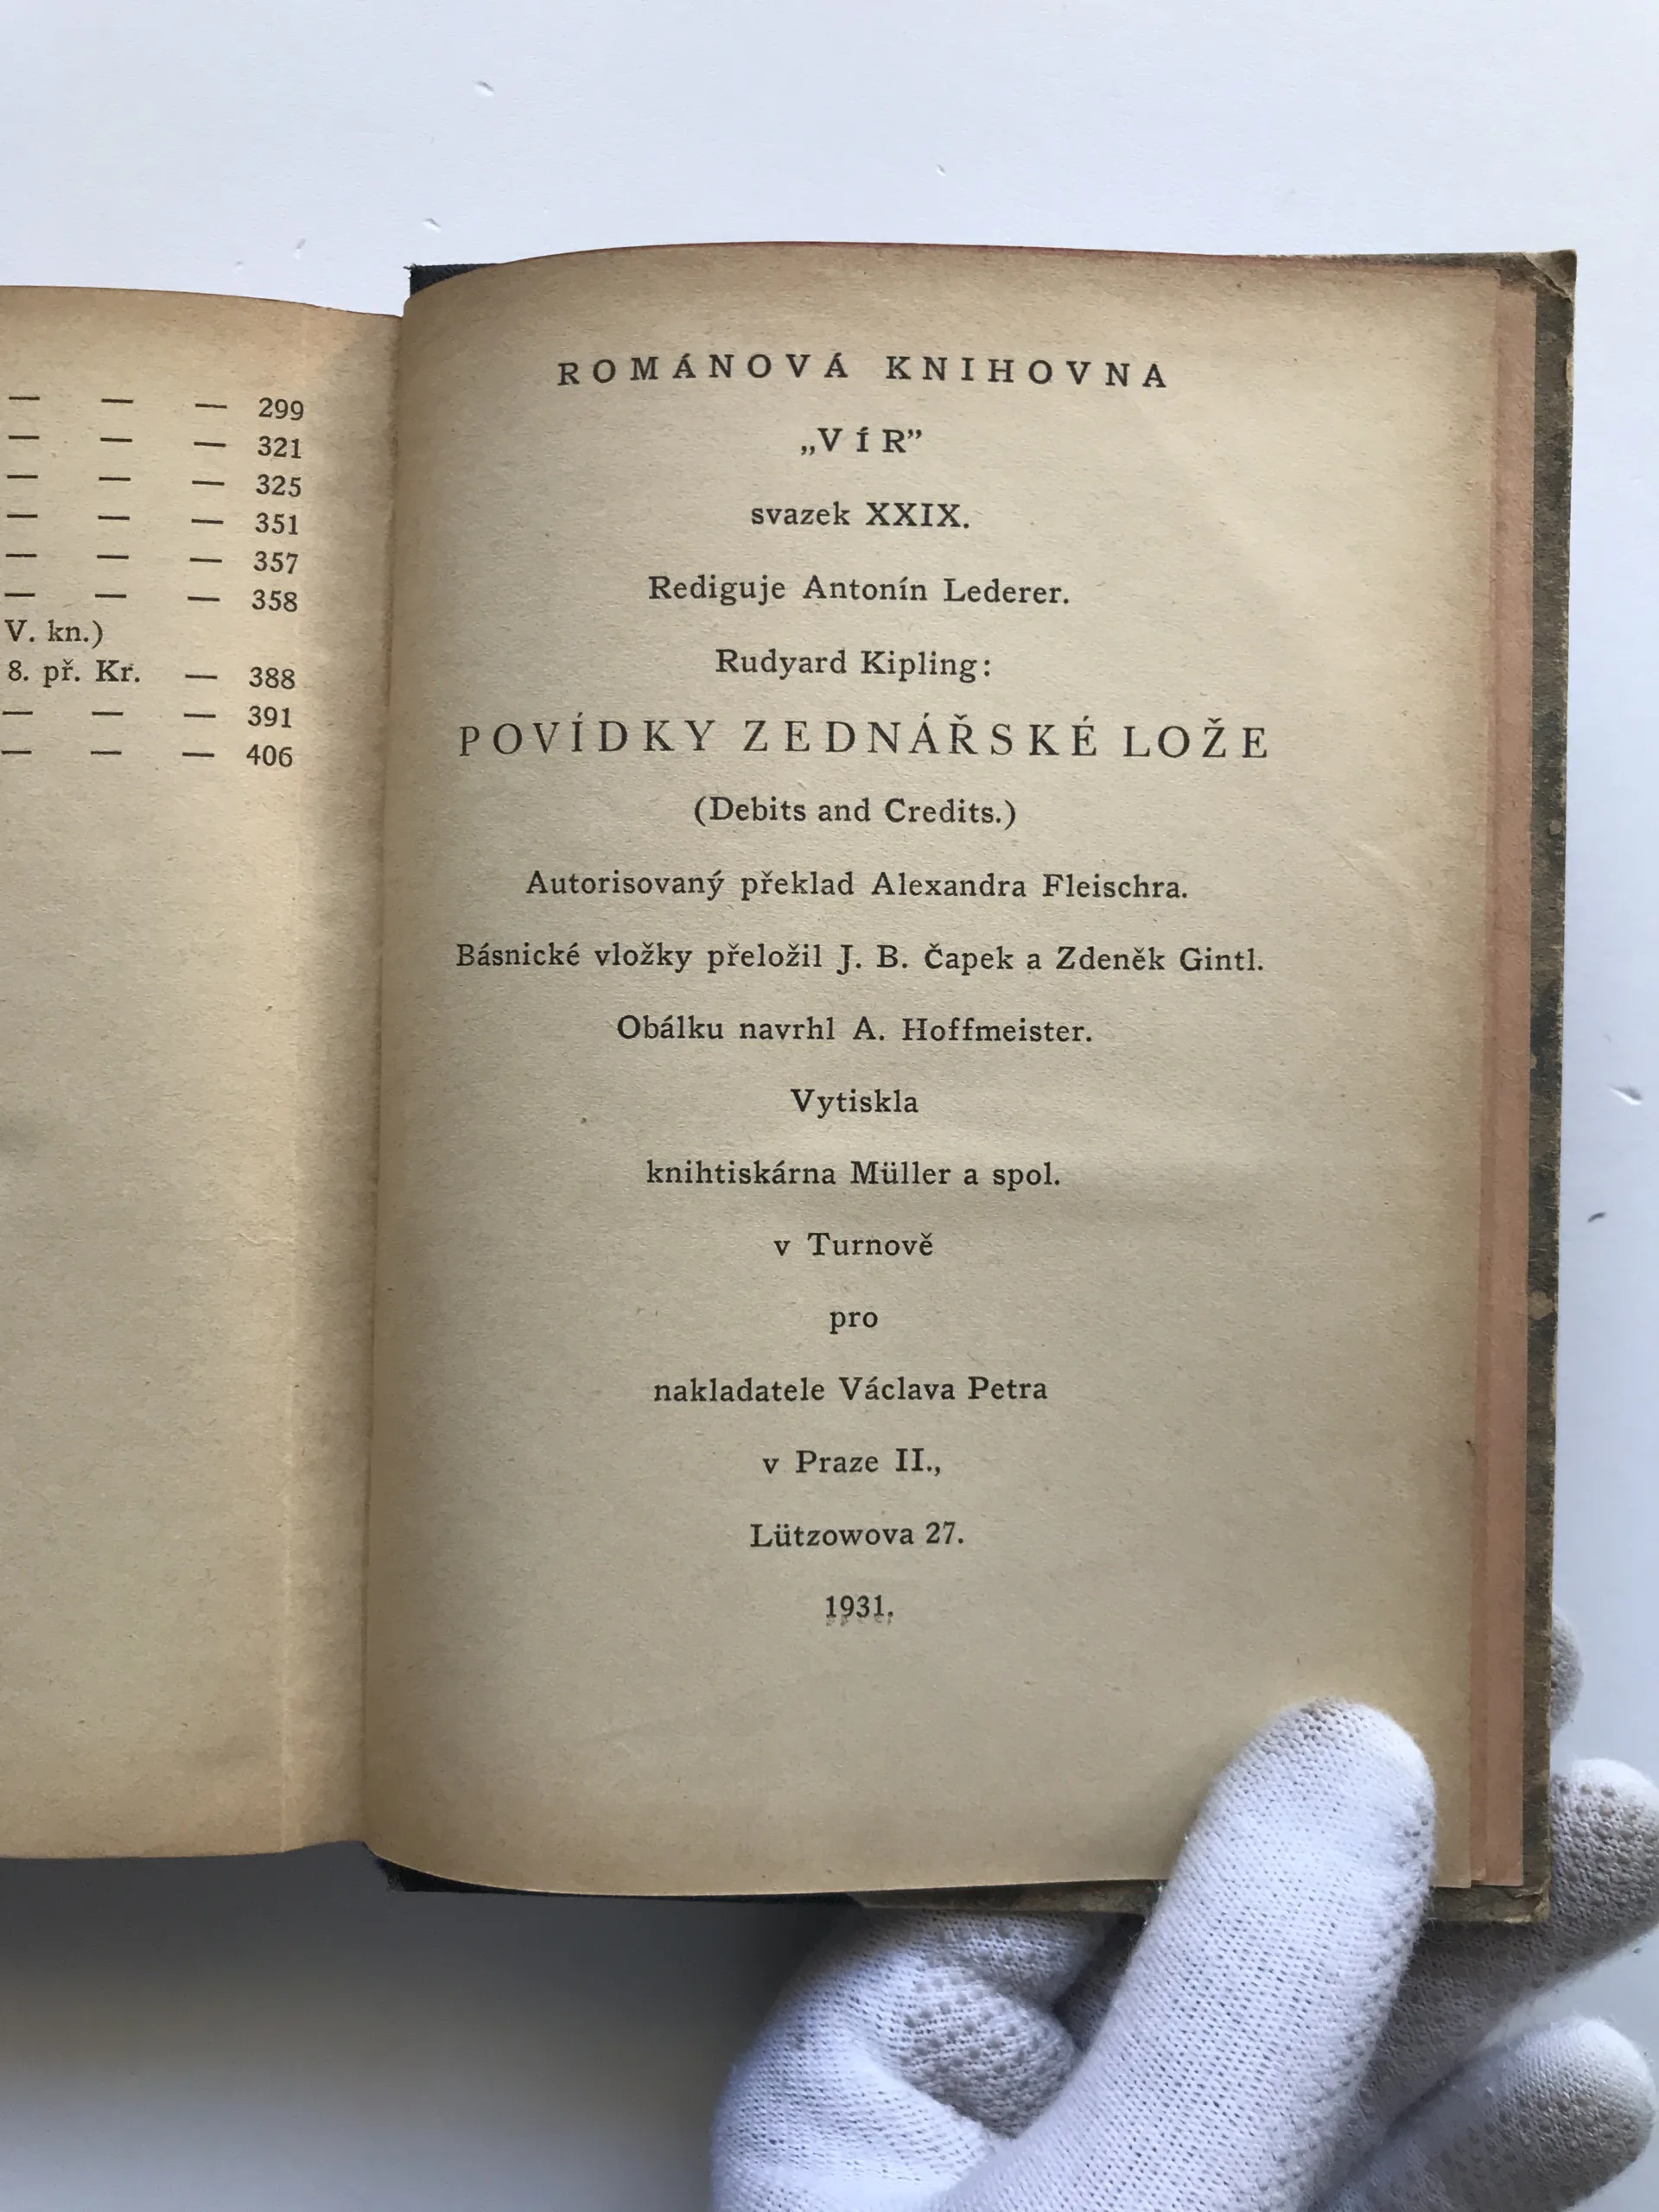 — — — 299
— — — 321
— — — 325
— — — 351
— — — 357
— — — 358
V. kn.)
8. př. Kr. — 388
— — — 391
— — — 406
ROMÁNOVÁ KNIHOVNA
„VÍR”
svazek XXIX.
Rediguje Antonín Lederer.
Rudyard Kipling:
POVÍDKY ZEDNÁŘSKÉ LOŽE
(Debits and Credits.)
Autorisovaný překlad Alexandra Fleischra.
Básnické vložky přeložil J. B. Čapek a Zdeněk Gintl.
Obálku navrhl A. Hoffmeister.
Vytiskla
knihtiskárna Müller a spol.
v Turnově
pro
nakladatele Václava Petra
v Praze II.,
Lützowova 27.
1931.